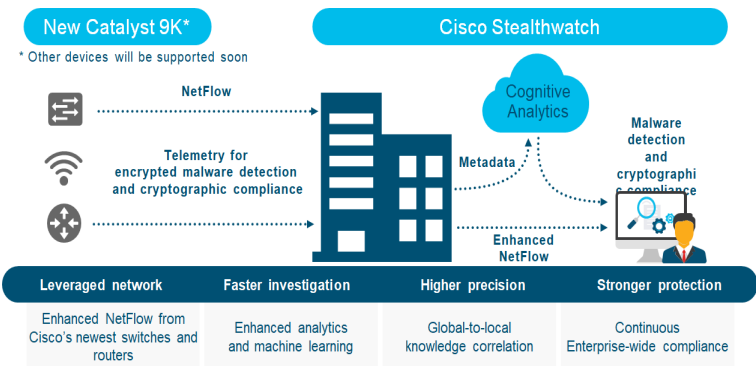 New Catalyst 9K*
Cisco Stealthwatch
* Other devices will be supported soon
NetFlow
Telemetry for
encrypted malware detection
and cryptographic compliance
Cognitive
Analytics
Metadata
Enhanced
NetFlow
Malware
detection
and
cryptographi
c compliance
Leveraged network
Faster investigation
Higher precision
Stronger protection
Enhanced NetFlow from
Cisco's newest switches and
routers
Enhanced analytics
and machine learning
Global-to-local
knowledge correlation
Continuous
Enterprise-wide compliance